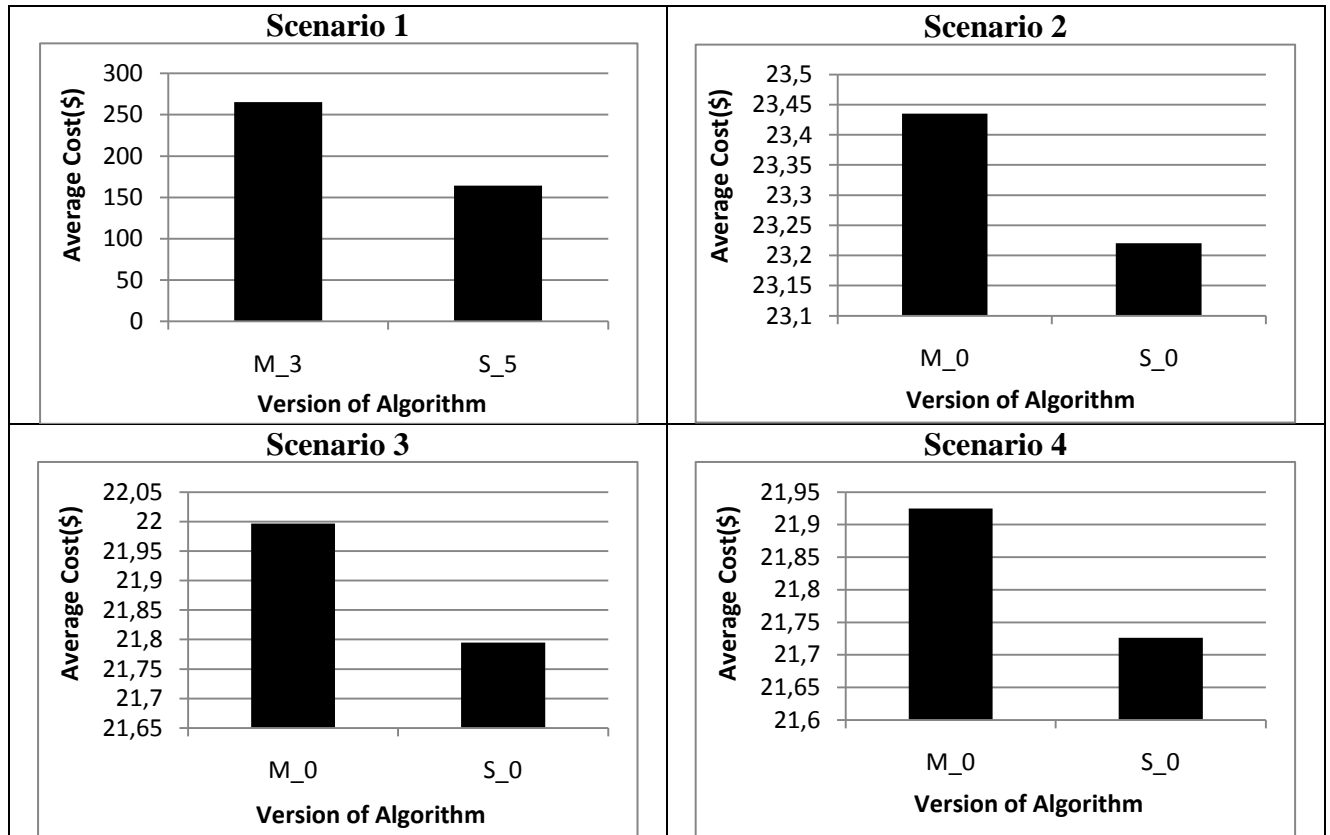 Scenario 1
Average Cost($)
300
250
200
150
100
50
0
M_3 S_5
Version of Algorithm
Scenario 2
Average Cost($)
23,5
23,45
23,4
23,35
23,3
23,25
23,2
23,15
23,1
M_0 S_0
Version of Algorithm
Scenario 3
Average Cost($)
22,05
22
21,95
21,9
21,85
21,8
21,75
21,7
21,65
M_0 S_0
Version of Algorithm
Scenario 4
Average Cost($)
21,95
21,9
21,85
21,8
21,75
21,7
21,65
21,6
M_0 S_0
Version of Algorithm